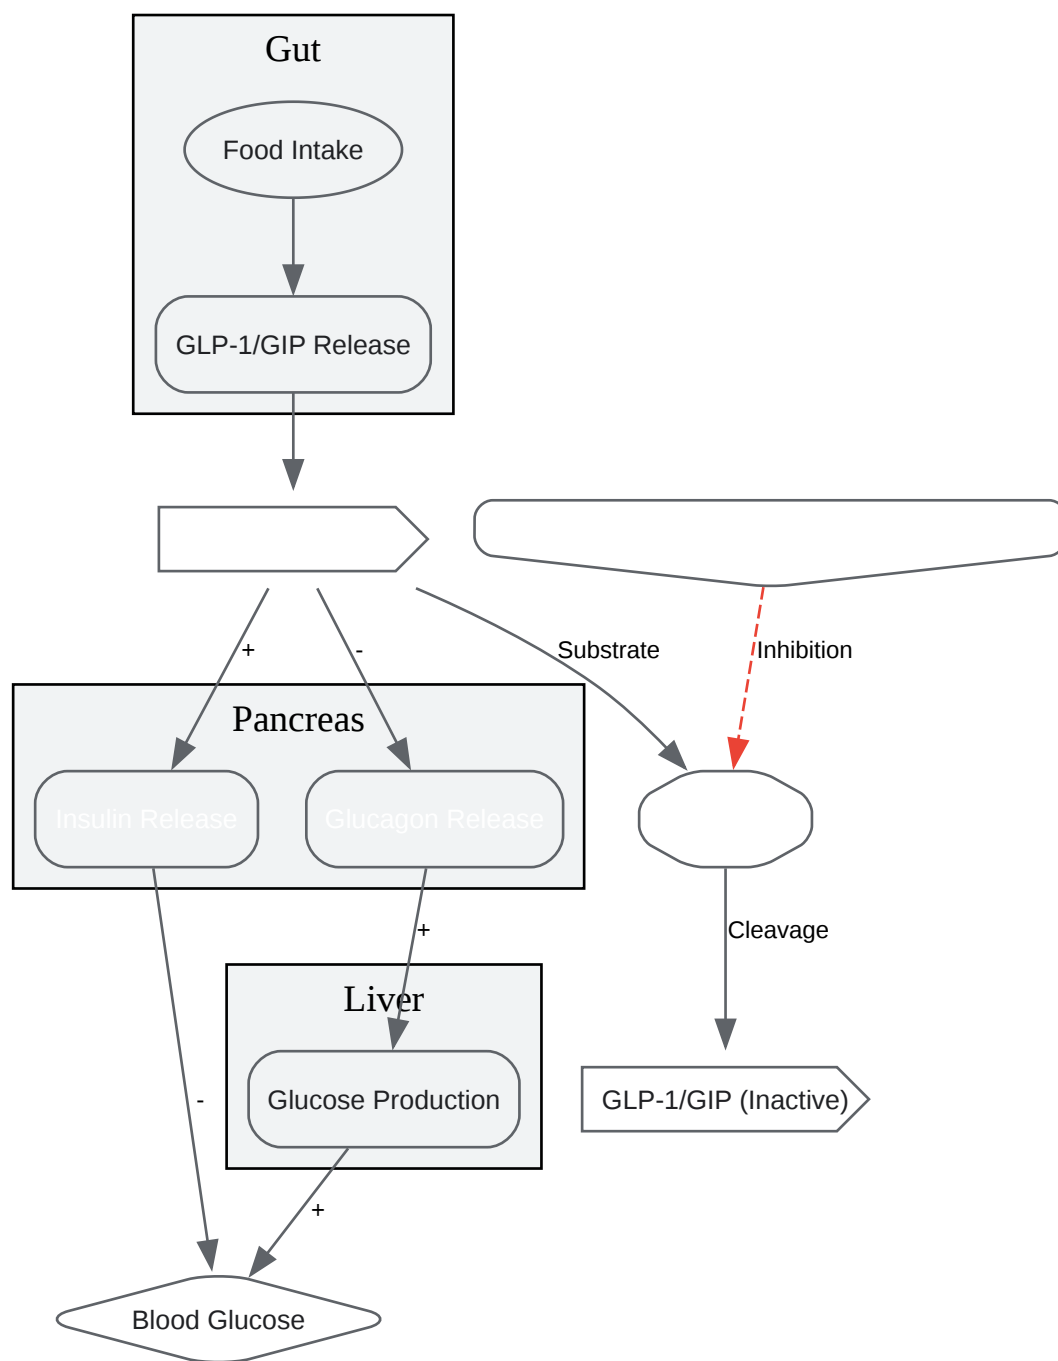 Gut
Food Intake
GLP-1/GIP Release
Substrate
Inhibition
+
-
Pancreas
Insulin Release
Glucagon Release
+
Cleavage
Liver
Glucose Production
GLP-1/GIP (Inactive)
-
+
Blood Glucose